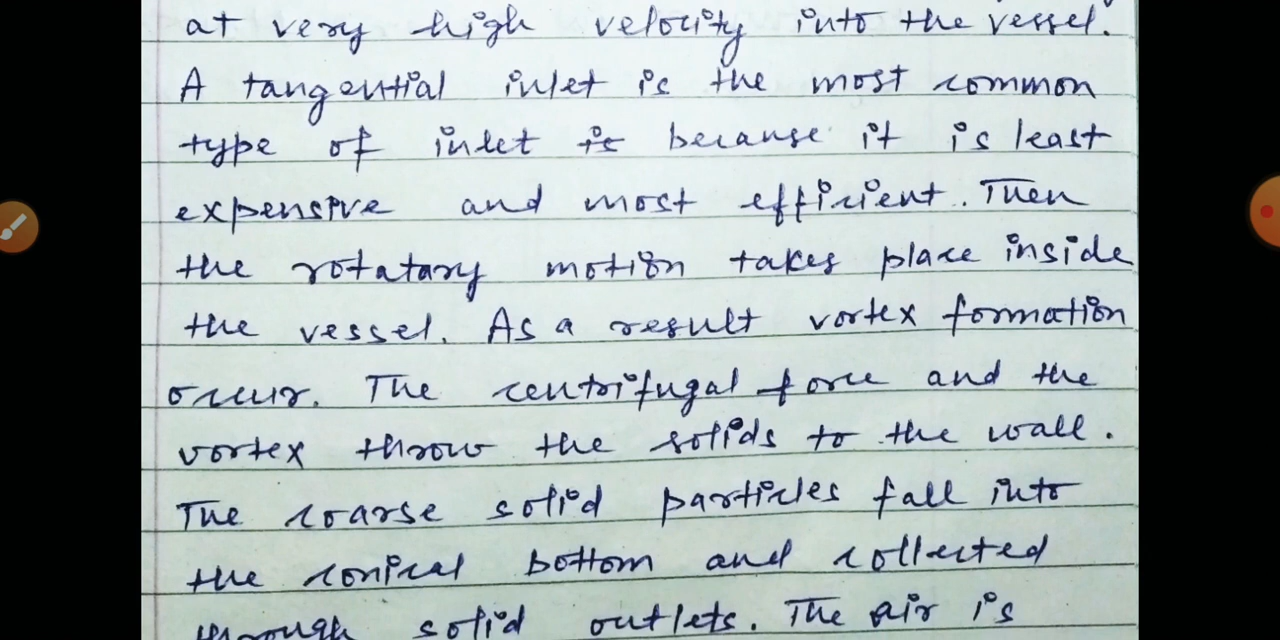 at very high velocity into the vessel.
A tangential inlet is the most common
type of inlet is because it is least
expensive and most efficient. Then
the rotatary motion takes place inside
the vessel. As a result vortex formation
occur. The centrifugal force and the
vortex throw the solids to the wall.
The coarse solid particles fall into
the conical bottom and collected
through solid outlets. The air is